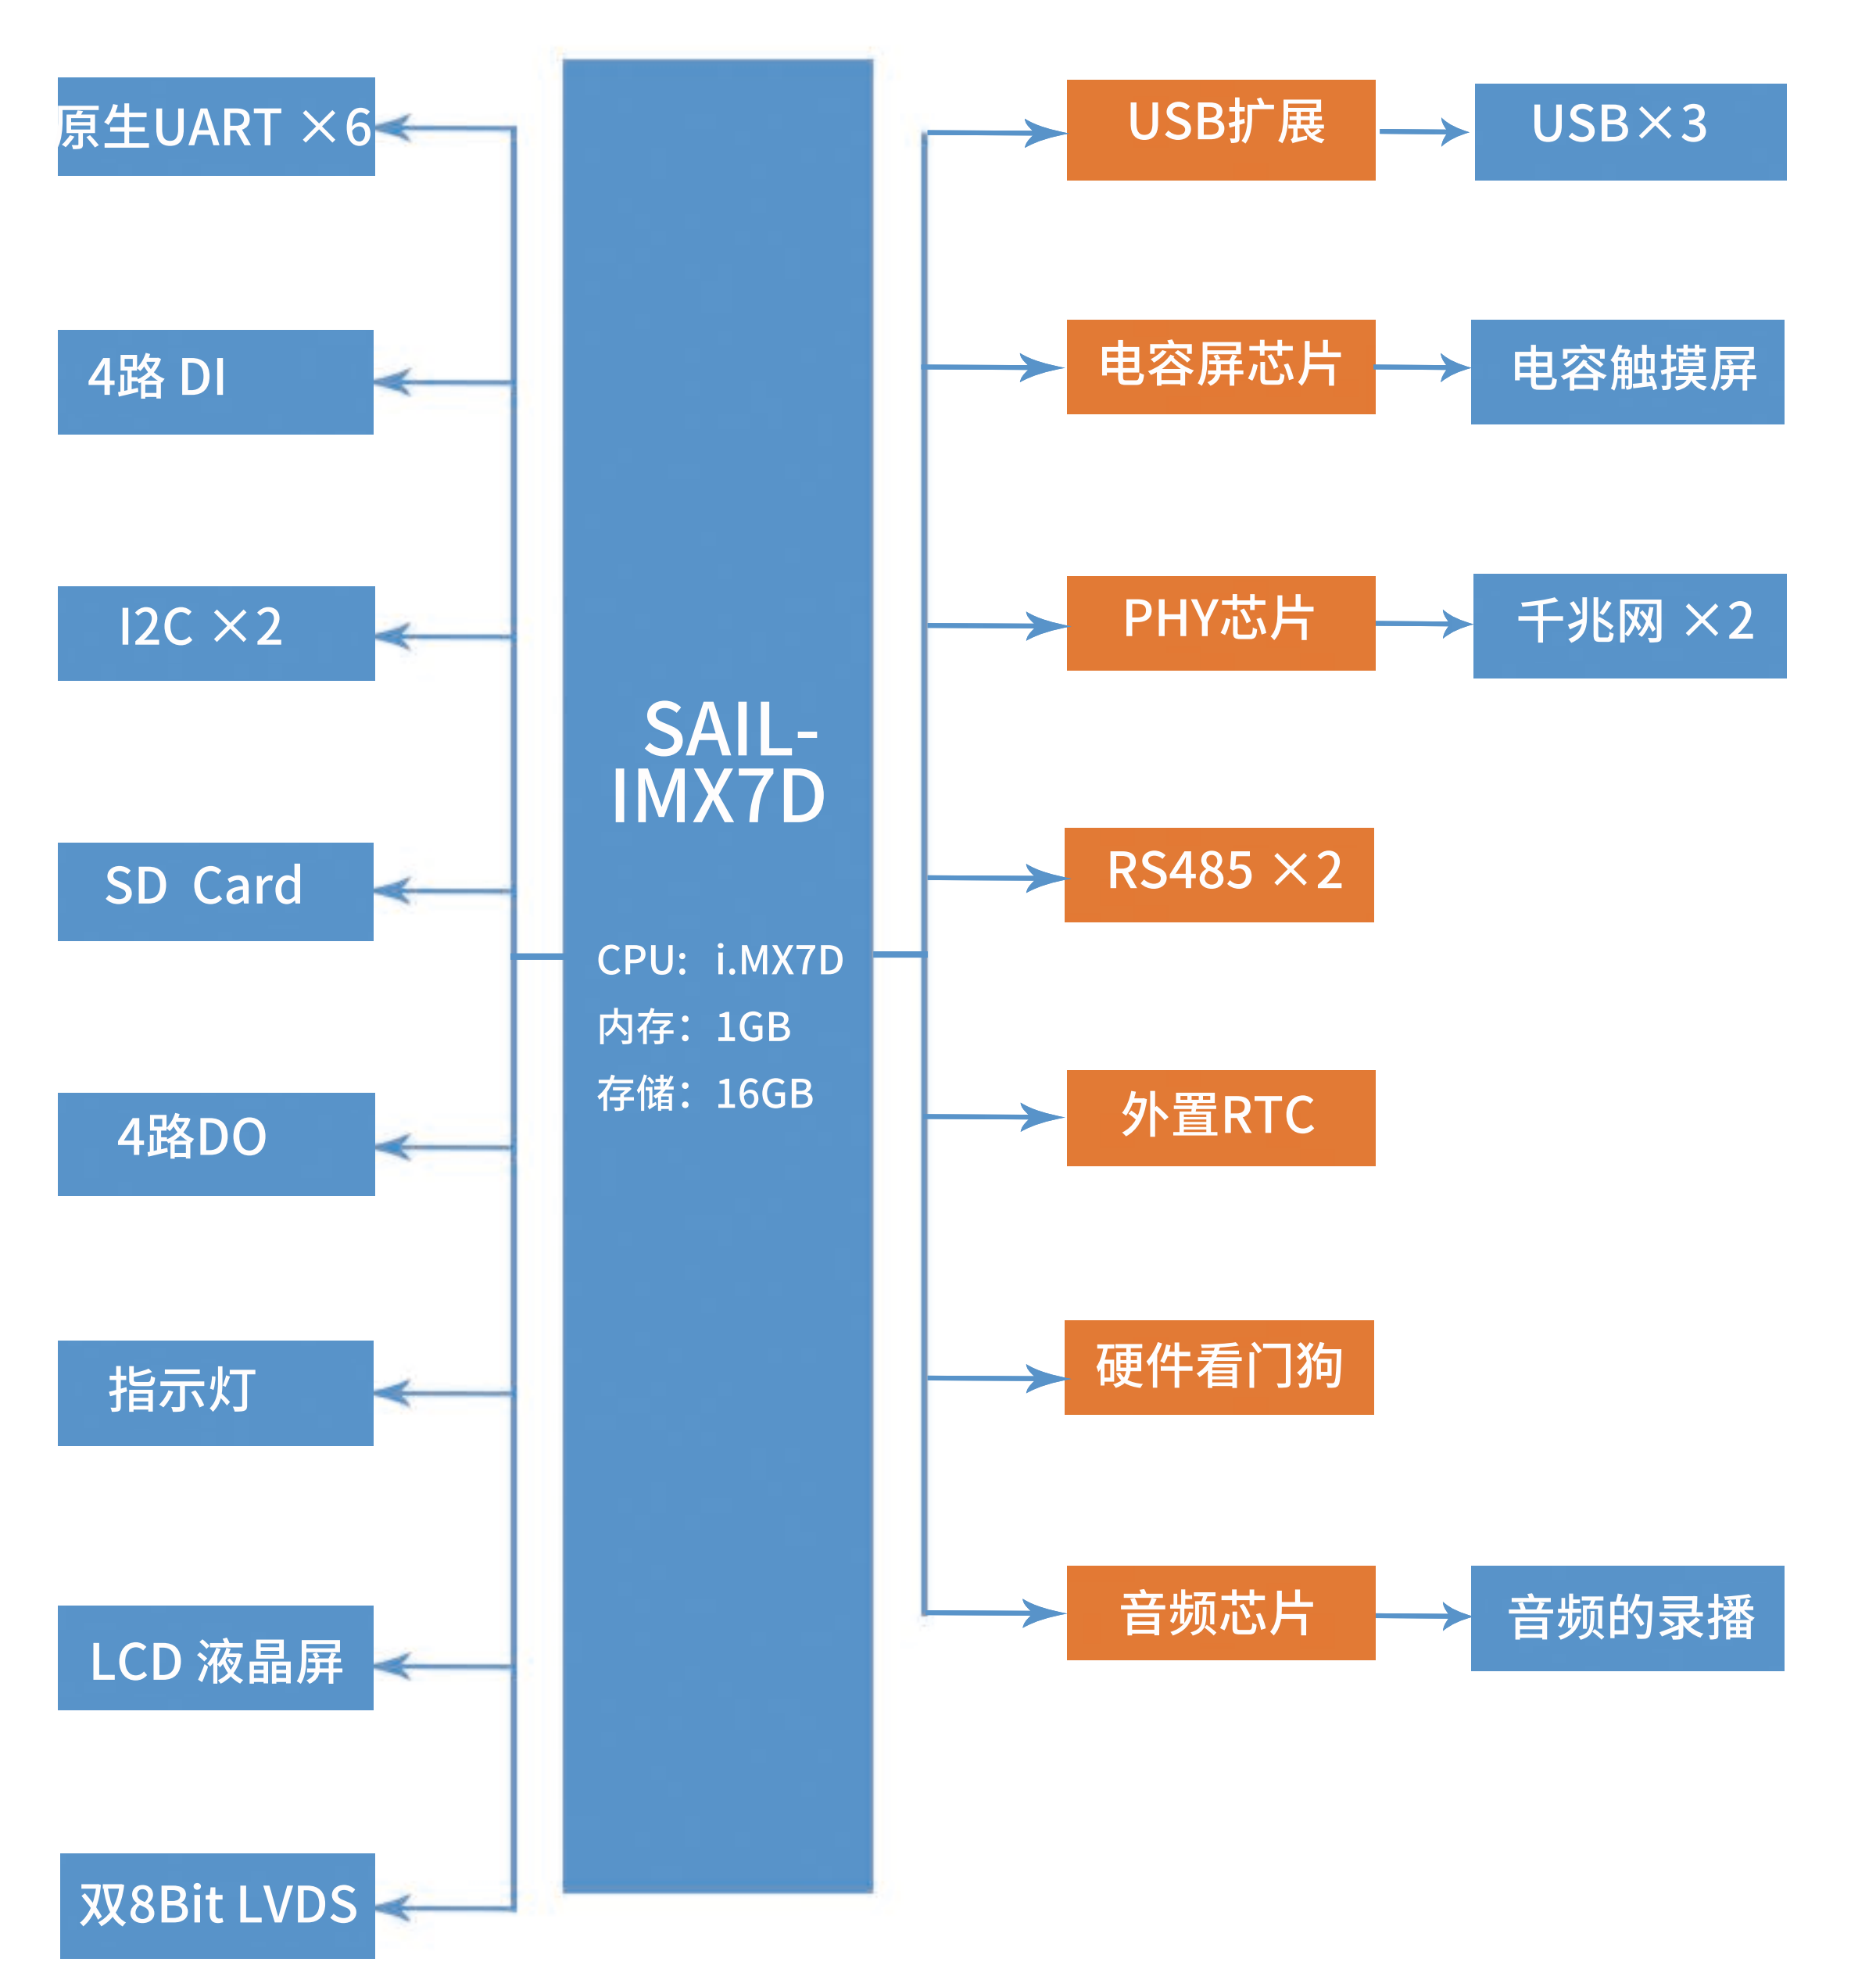 原生UART ×6
4路 DI
I2C ×2
SD Card
4路DO
指示灯
LCD 液晶屏
双8Bit LVDS
SAIL-
IMX7D
CPU： i.MX7D
内存：1GB
存储：16GB
USB扩展
USB×3
电容屏芯片
电容触摸屏
PHY芯片
千兆网 ×2
RS485 ×2
外置RTC
硬件看门狗
音频芯片
音频的录播